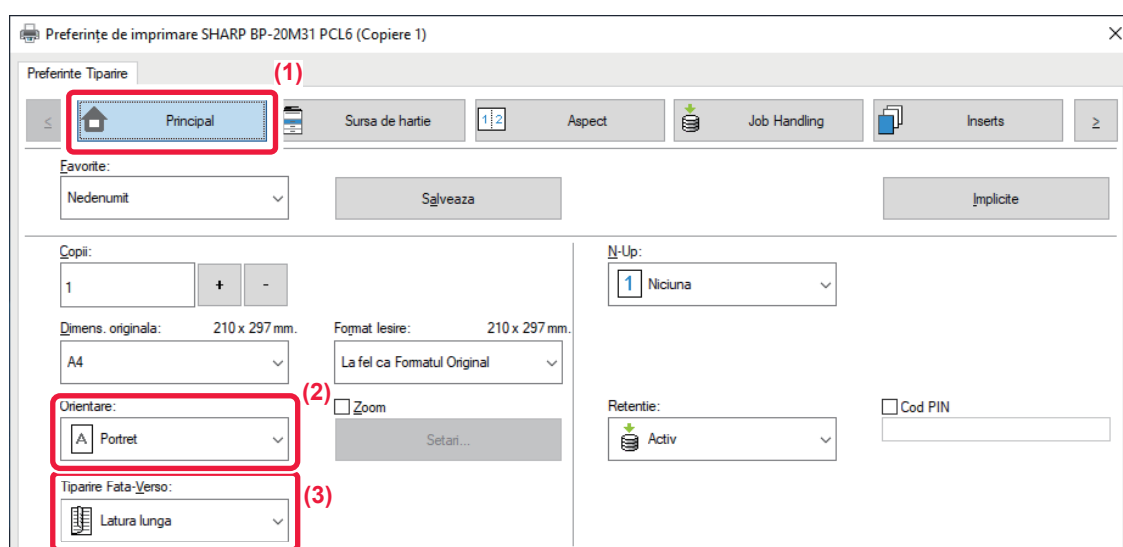 Preferințe de imprimare SHARP BP-20M31 PCL6 (Copiere 1)
Preferinte Tiparire
(1)
≤ Principal Sursa de hartie 1 2 Aspect Job Handling Inserts ≥
Favorite:
Nedenumit Salveaza Implicite
Copii: N-Up:
1 + - 1 Niciuna
Dimens. originala: 210 x 297 mm. Format Iesire: 210 x 297 mm.
A4 La fel ca Formatul Original
(2)
Orientare: Zoom Retentie: Cod PIN
A Portret Setari... Activ
Tiparire Fata-Verso: (3)
Latura lunga